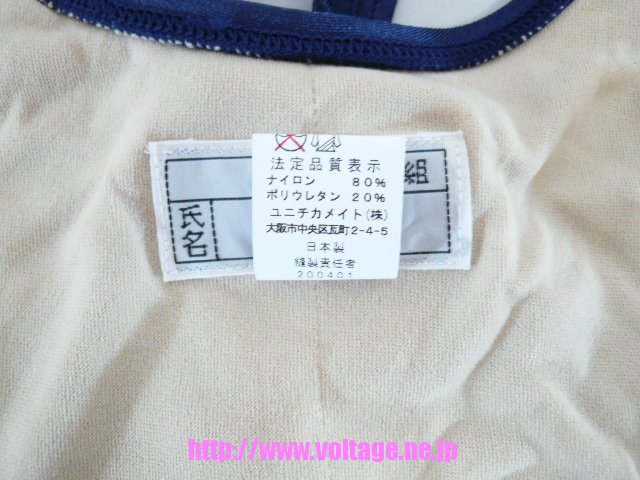 組
氏名
法定品質表示
ナイロン 80%
ポリウレタン 20%
ユニチカメイト(株)
大阪市中央区瓦町2-4-5
日本製
縫製責任者
200401
http://www.voltage.ne.jp